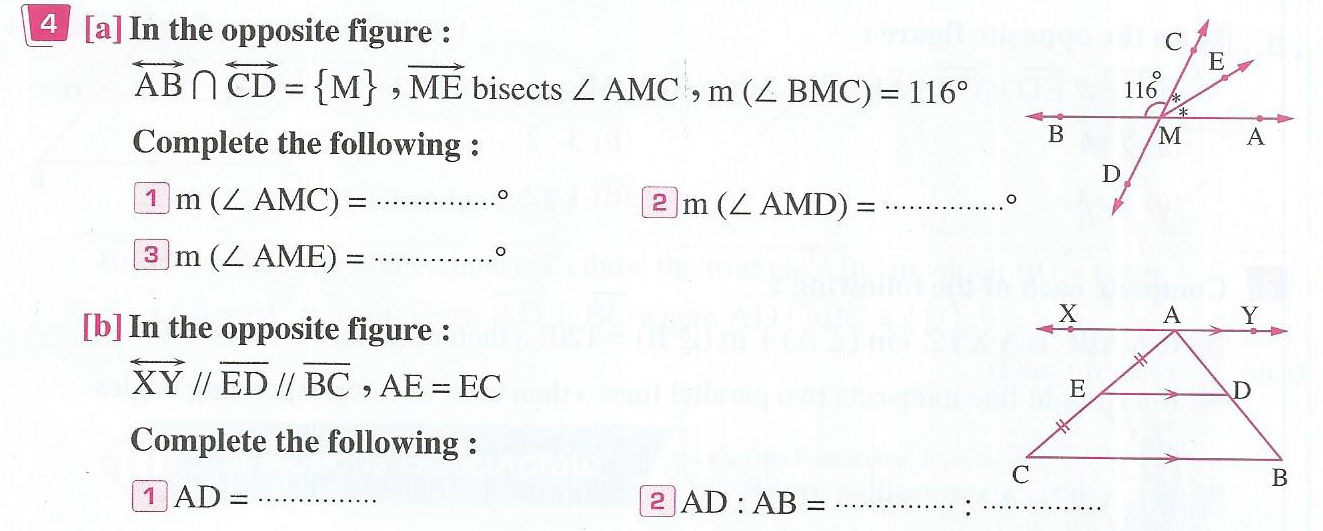 4 [a] In the opposite figure :
AB ∩ CD = {M} , ME bisects ∠ AMC , m (∠ BMC) = 116°
Complete the following :
1 m (∠ AMC) = ..............°
2 m (∠ AMD) = ..............°
3 m (∠ AME) = ..............°
C
E
116°
* *
B
M
A
D
[b] In the opposite figure :
XY // ED // BC , AE = EC
Complete the following :
1 AD = ..............
2 AD : AB = .............. : ..............
X
A
Y
E
D
C
B